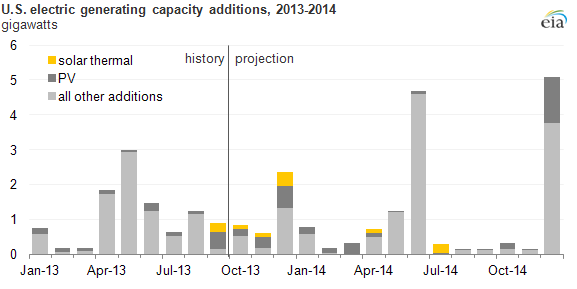 U.S. electric generating capacity additions, 2013-2014
gigawatts
eia
6
5
4
3
2
1
0
solar thermal
PV
all other additions
history
projection
Jan-13 Apr-13 Jul-13 Oct-13 Jan-14 Apr-14 Jul-14 Oct-14